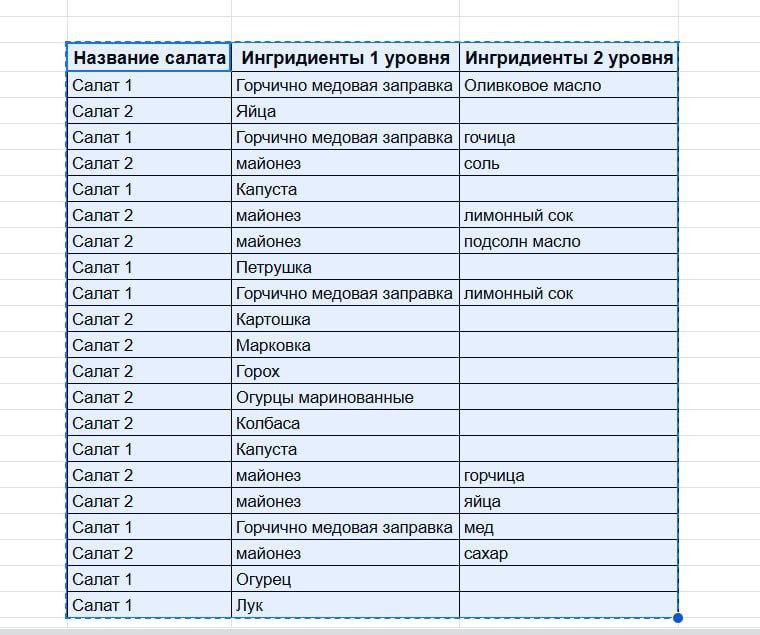 Название салата Ингридиенты 1 уровня Ингридиенты 2 уровня
Салат 1 Горчично медовая заправка Оливковое масло
Салат 2 Яйца
Салат 1 Горчично медовая заправка гочица
Салат 2 майонез соль
Салат 1 Капуста
Салат 2 майонез лимонный сок
Салат 2 майонез подсолн масло
Салат 1 Петрушка
Салат 1 Горчично медовая заправка лимонный сок
Салат 2 Картошка
Салат 2 Марковка
Салат 2 Горох
Салат 2 Огурцы маринованные
Салат 2 Колбаса
Салат 1 Капуста
Салат 2 майонез горчица
Салат 2 майонез яйца
Салат 1 Горчично медовая заправка мед
Салат 2 майонез сахар
Салат 1 Огурец
Салат 1 Лук